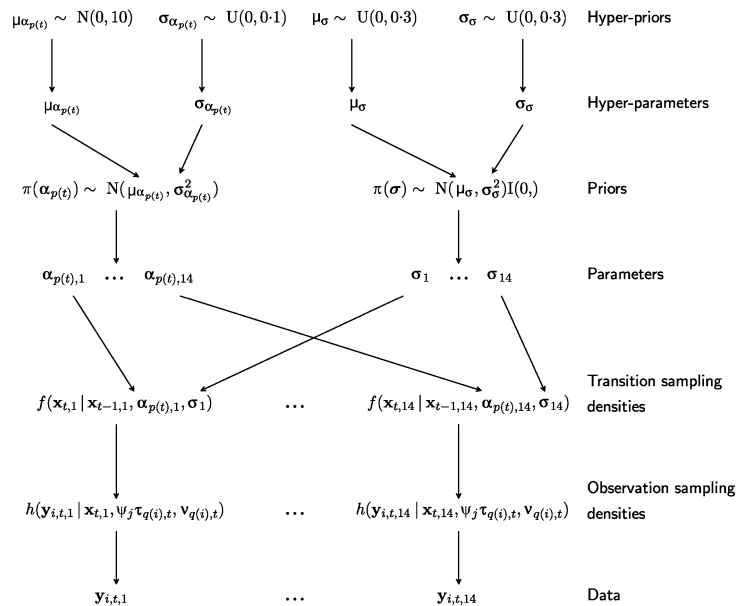 μ_{α_{p(t)}} ~ N(0, 10) σ_{α_{p(t)}} ~ U(0, 0·1) μ_σ ~ U(0, 0·3) σ_σ ~ U(0, 0·3) Hyper-priors
μ_{α_{p(t)}} σ_{α_{p(t)}} μ_σ σ_σ Hyper-parameters
π(α_{p(t)}) ~ N(μ_{α_{p(t)}}, σ²_{α_{p(t)}}) π(σ) ~ N(μ_σ, σ²_σ)I(0,) Priors
α_{p(t),1} ... α_{p(t),14} σ_1 ... σ_14 Parameters
Transition sampling
f(x_{t,1} | x_{t−1,1}, α_{p(t),1}, σ_1) ... f(x_{t,14} | x_{t−1,14}, α_{p(t),14}, σ_{14}) densities
Observation sampling
h(y_{i,t,1} | x_{t,1}, ψ_j τ_{q(i),t}, ν_{q(i),t}) ... h(y_{i,t,14} | x_{t,14}, ψ_j τ_{q(i),t}, ν_{q(i),t}) densities
y_{i,t,1} ... y_{i,t,14} Data